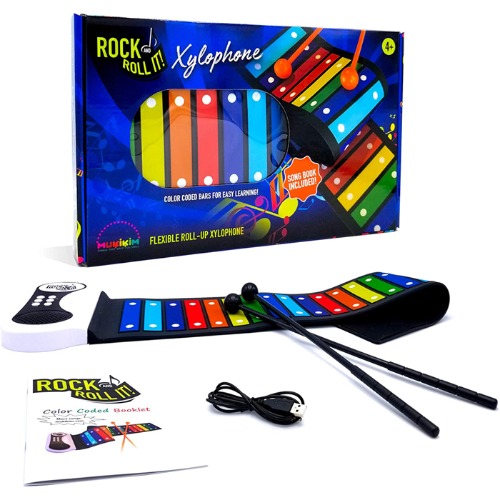 ROCK AND
ROLL IT!
Xylophone
4+
SONG BOOK
INCLUDED!
COLOR CODED BARS FOR EASY LEARNING!
MUKIKIM
FLEXIBLE ROLL-UP XYLOPHONE
ROCK AND
ROLL IT!
Color Coded Booklet